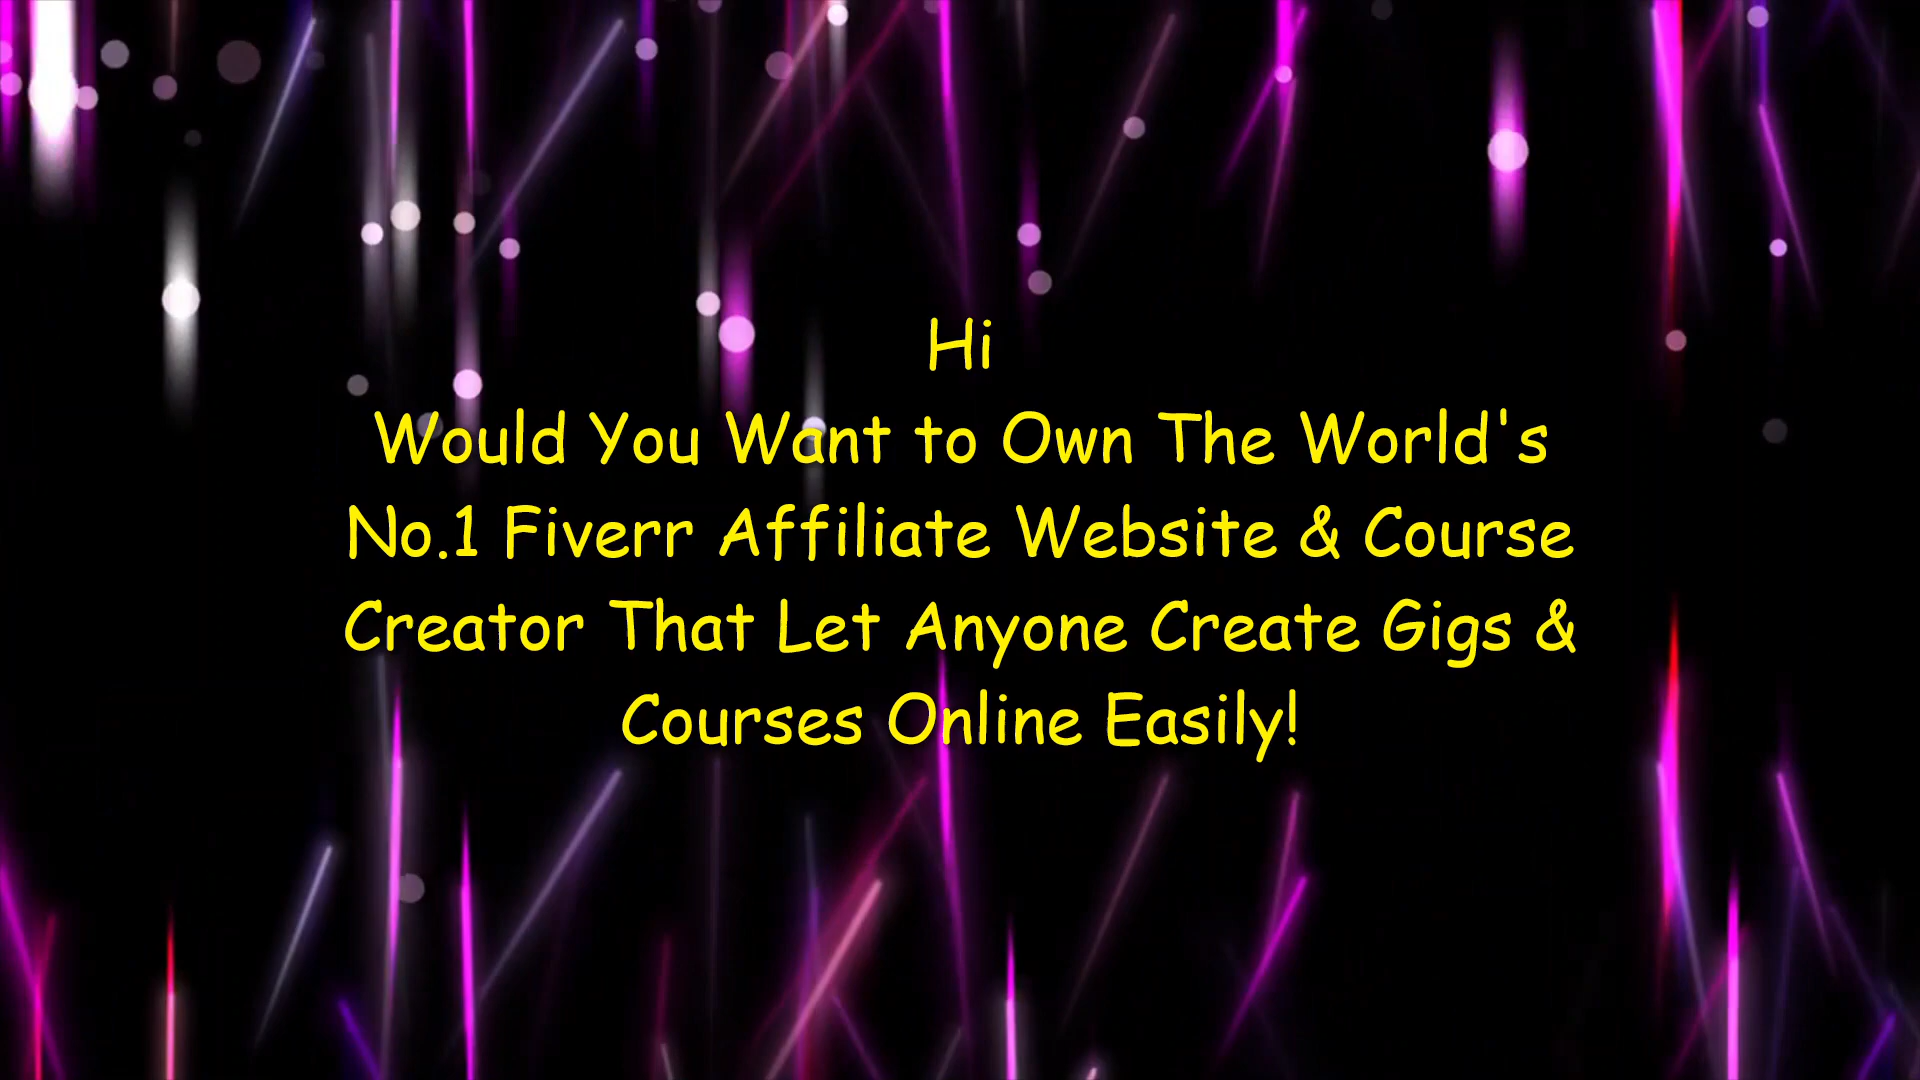 Hi
Would You Want to Own The World's
No.1 Fiverr Affiliate Website & Course
Creator That Let Anyone Create Gigs &
Courses Online Easily!